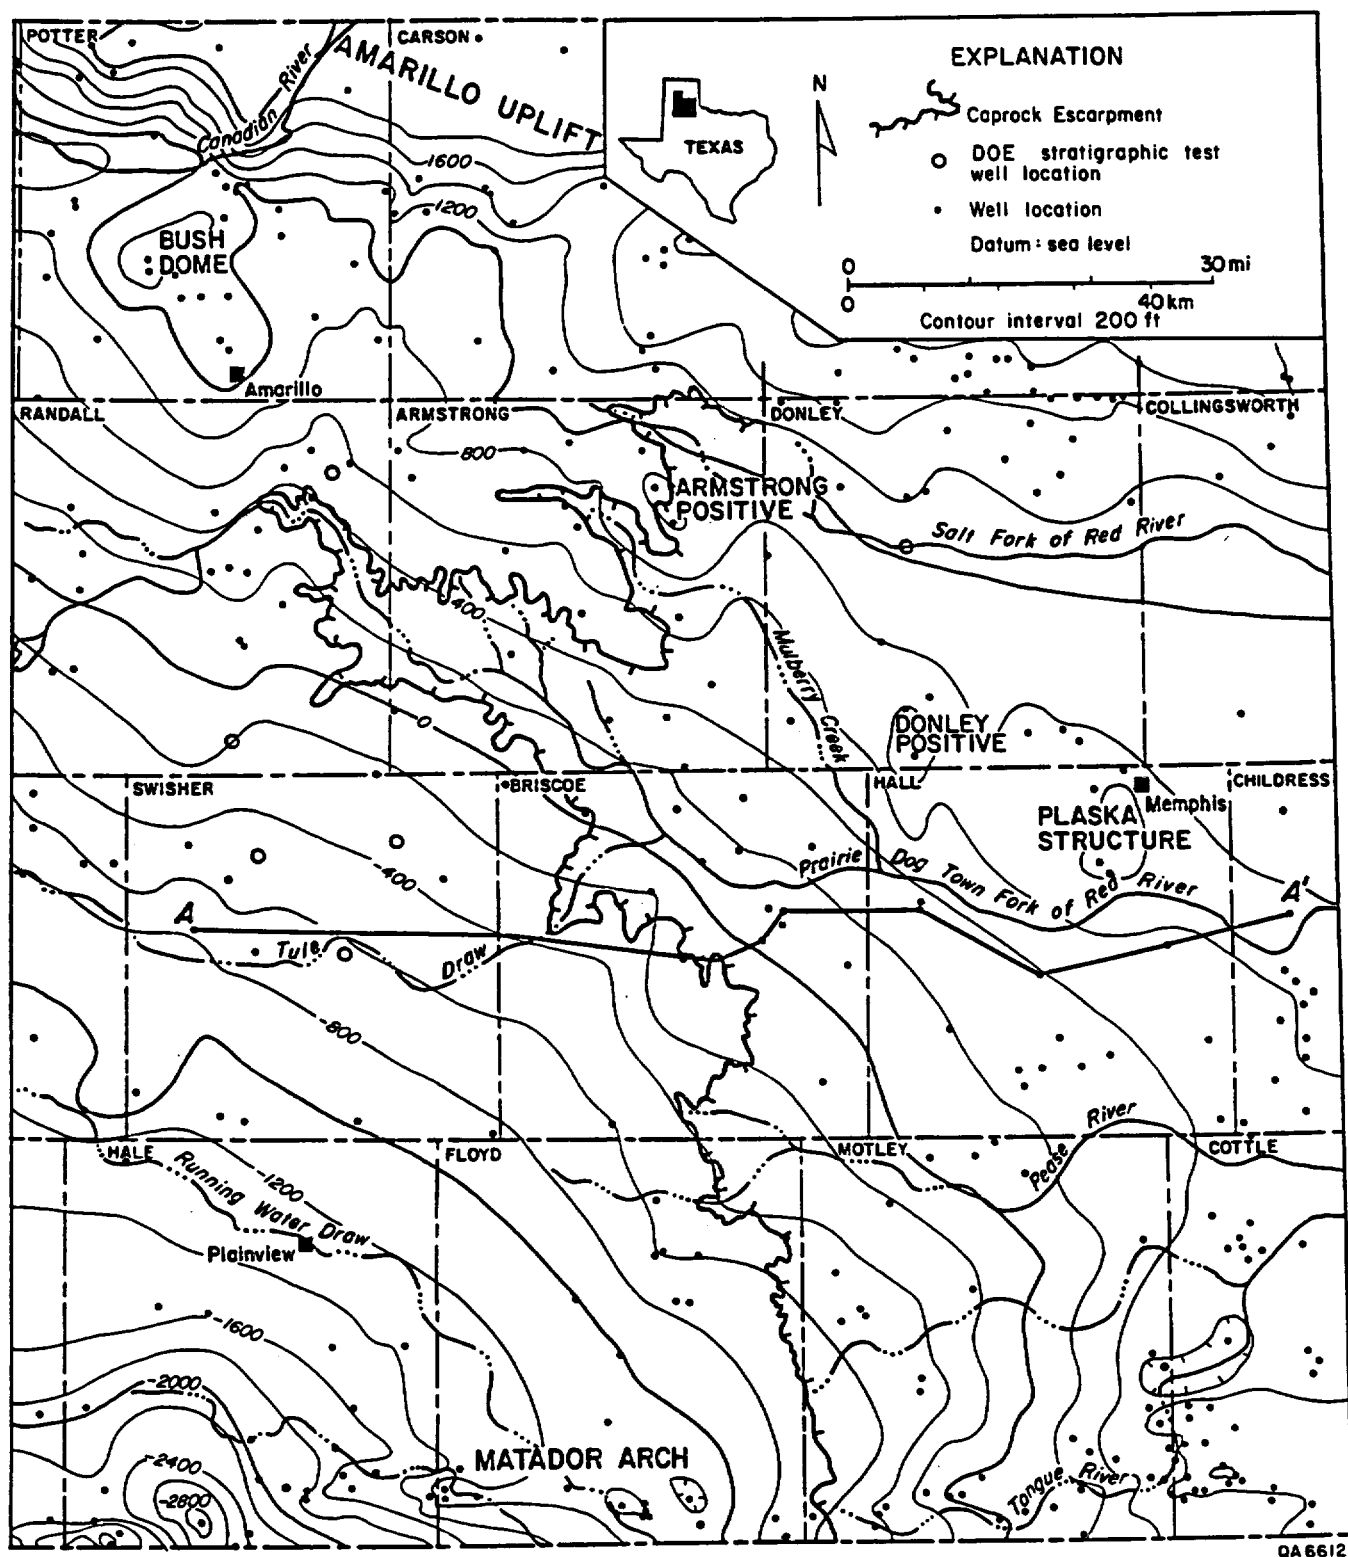 POTTER
CARSON
AMARILLO UPLIFT
Canadian River
1600
1200
BUSH
DOME
Amarillo
EXPLANATION
N
TEXAS
Caprock Escarpment
DOE stratigraphic test
well location
Well location
Datum: sea level
0 30 mi
0 40 km
Contour interval 200 ft
RANDALL
ARMSTRONG
DONLEY
COLLINGSWORTH
800
ARMSTRONG
POSITIVE
Salt Fork of Red River
400
Mulberry Creek
0
DONLEY
POSITIVE
SWISHER
BRISCOE
HALL
CHILDRESS
Memphis
PLASKA
STRUCTURE
Prairie Dog Town Fork of Red River
-400
A
A'
Tule Draw
-800
HALE
FLOYD
MOTLEY
COTTLE
Pease River
Running Water Draw
-1200
Plainview
-1600
-2000
-2400
-2800
MATADOR ARCH
Tongue River
QA6612